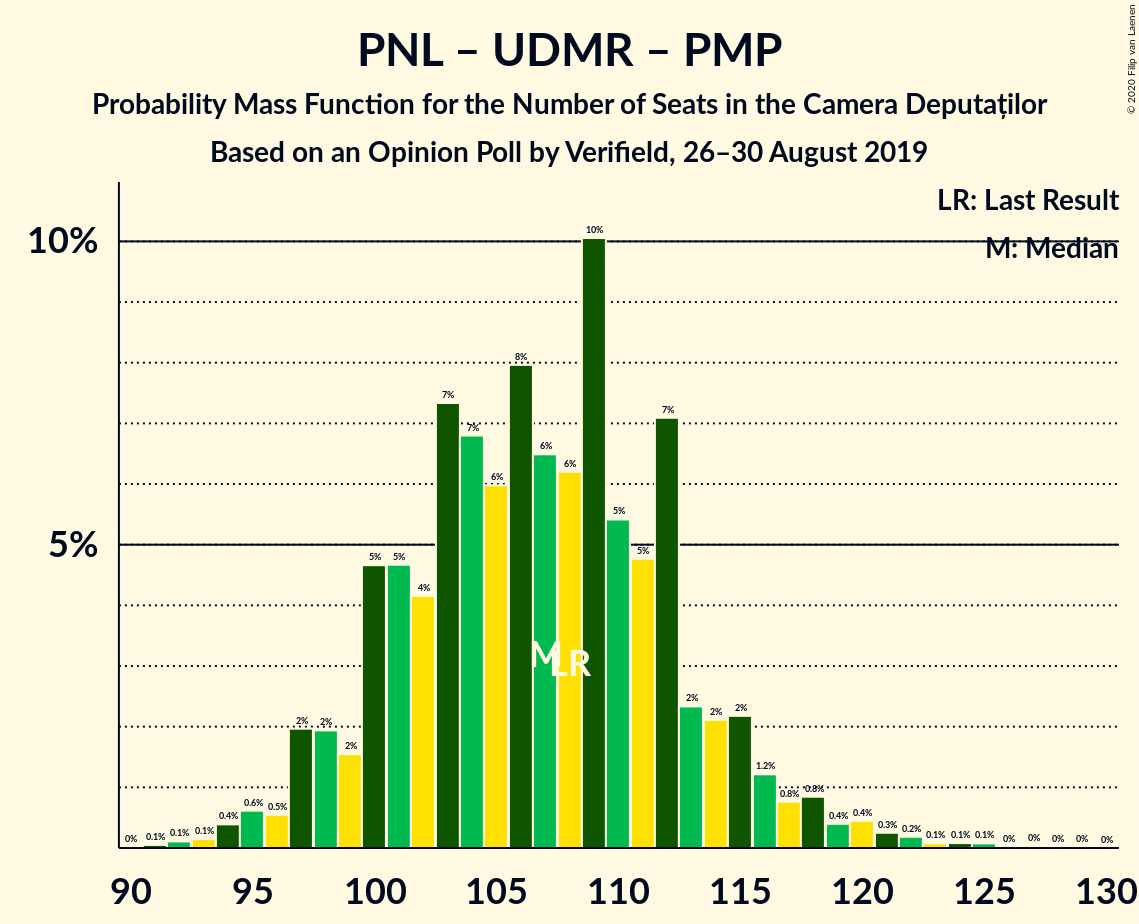 PNL – UDMR – PMP
Probability Mass Function for the Number of Seats in the Camera Deputaților
Based on an Opinion Poll by Verifield, 26–30 August 2019
© 2020 Filip van Laenen
LR: Last Result
M: Median
10%
5%
0% 0.1% 0.1% 0.1% 0.4% 0.6% 0.5% 2% 2% 2% 5% 5% 4% 7% 7% 6% 8% 6% 6% 10% 5% 5% 7% 2% 2% 2% 1.2% 0.8% 0.8% 0.4% 0.4% 0.3% 0.2% 0.1% 0.1% 0.1% 0% 0% 0% 0% 0%
M LR
90 95 100 105 110 115 120 125 130